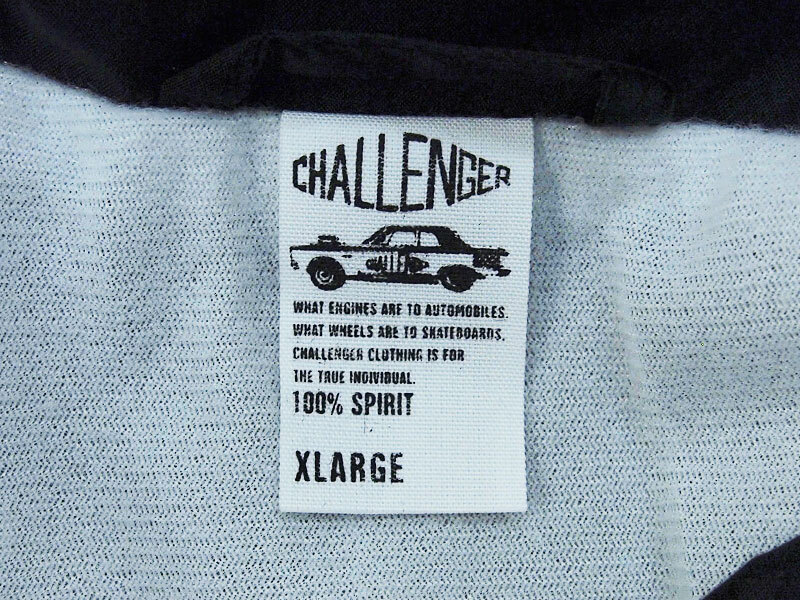 CHALLENGER
WHAT ENGINES ARE TO AUTOMOBILES.
WHAT WHEELS ARE TO SKATEBOARDS,
CHALLENGER CLOTHING IS FOR
THE TRUE INDIVIDUAL.
100% SPIRIT
XLARGE